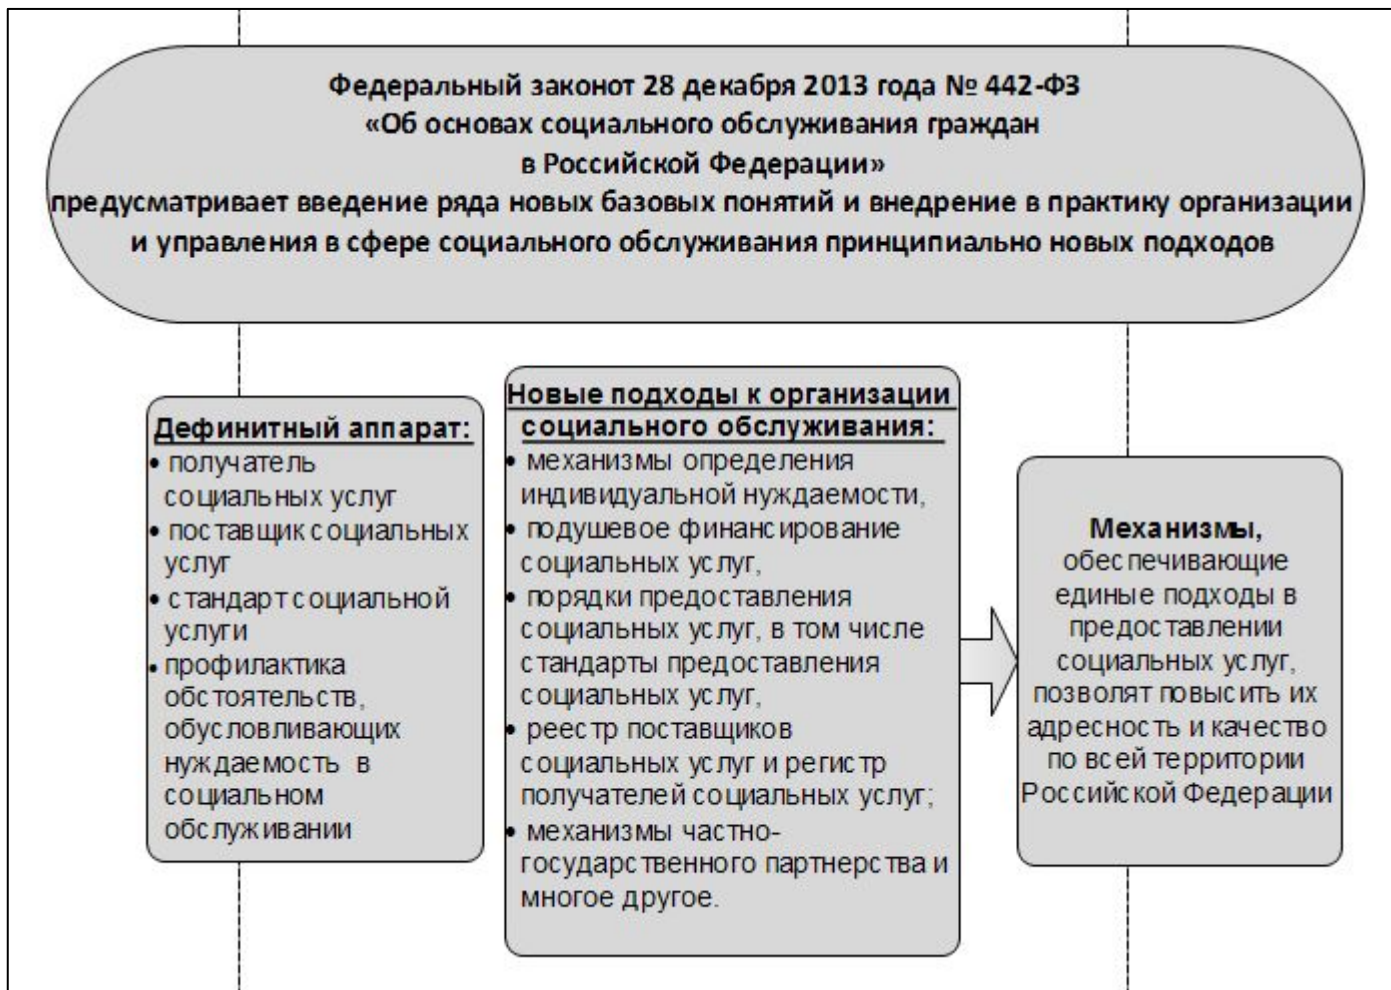 Федеральный законот 28 декабря 2013 года № 442-ФЗ
«Об основах социального обслуживания граждан
в Российской Федерации»
предусматривает введение ряда новых базовых понятий и внедрение в практику организации
и управления в сфере социального обслуживания принципиально новых подходов
Дефинитный аппарат:
• получатель
социальных услуг
• поставщик социальных
услуг
• стандарт социальной
услуги
• профилактика
обстоятельств,
обусловливающих
нуждаемость в
социальном
обслуживании
Новые подходы к организации
социального обслуживания:
• механизмы определения
индивидуальной нуждаемости,
• подушевое финансирование
социальных услуг,
• порядки предоставления
социальных услуг, в том числе
стандарты предоставления
социальных услуг,
• реестр поставщиков
социальных услуг и регистр
получателей социальных услуг;
• механизмы частно-
государственного партнерства и
многое другое.
Механизмы,
обеспечивающие
единые подходы в
предоставлении
социальных услуг,
позволят повысить их
адресность и качество
по всей территории
Российской Федерации